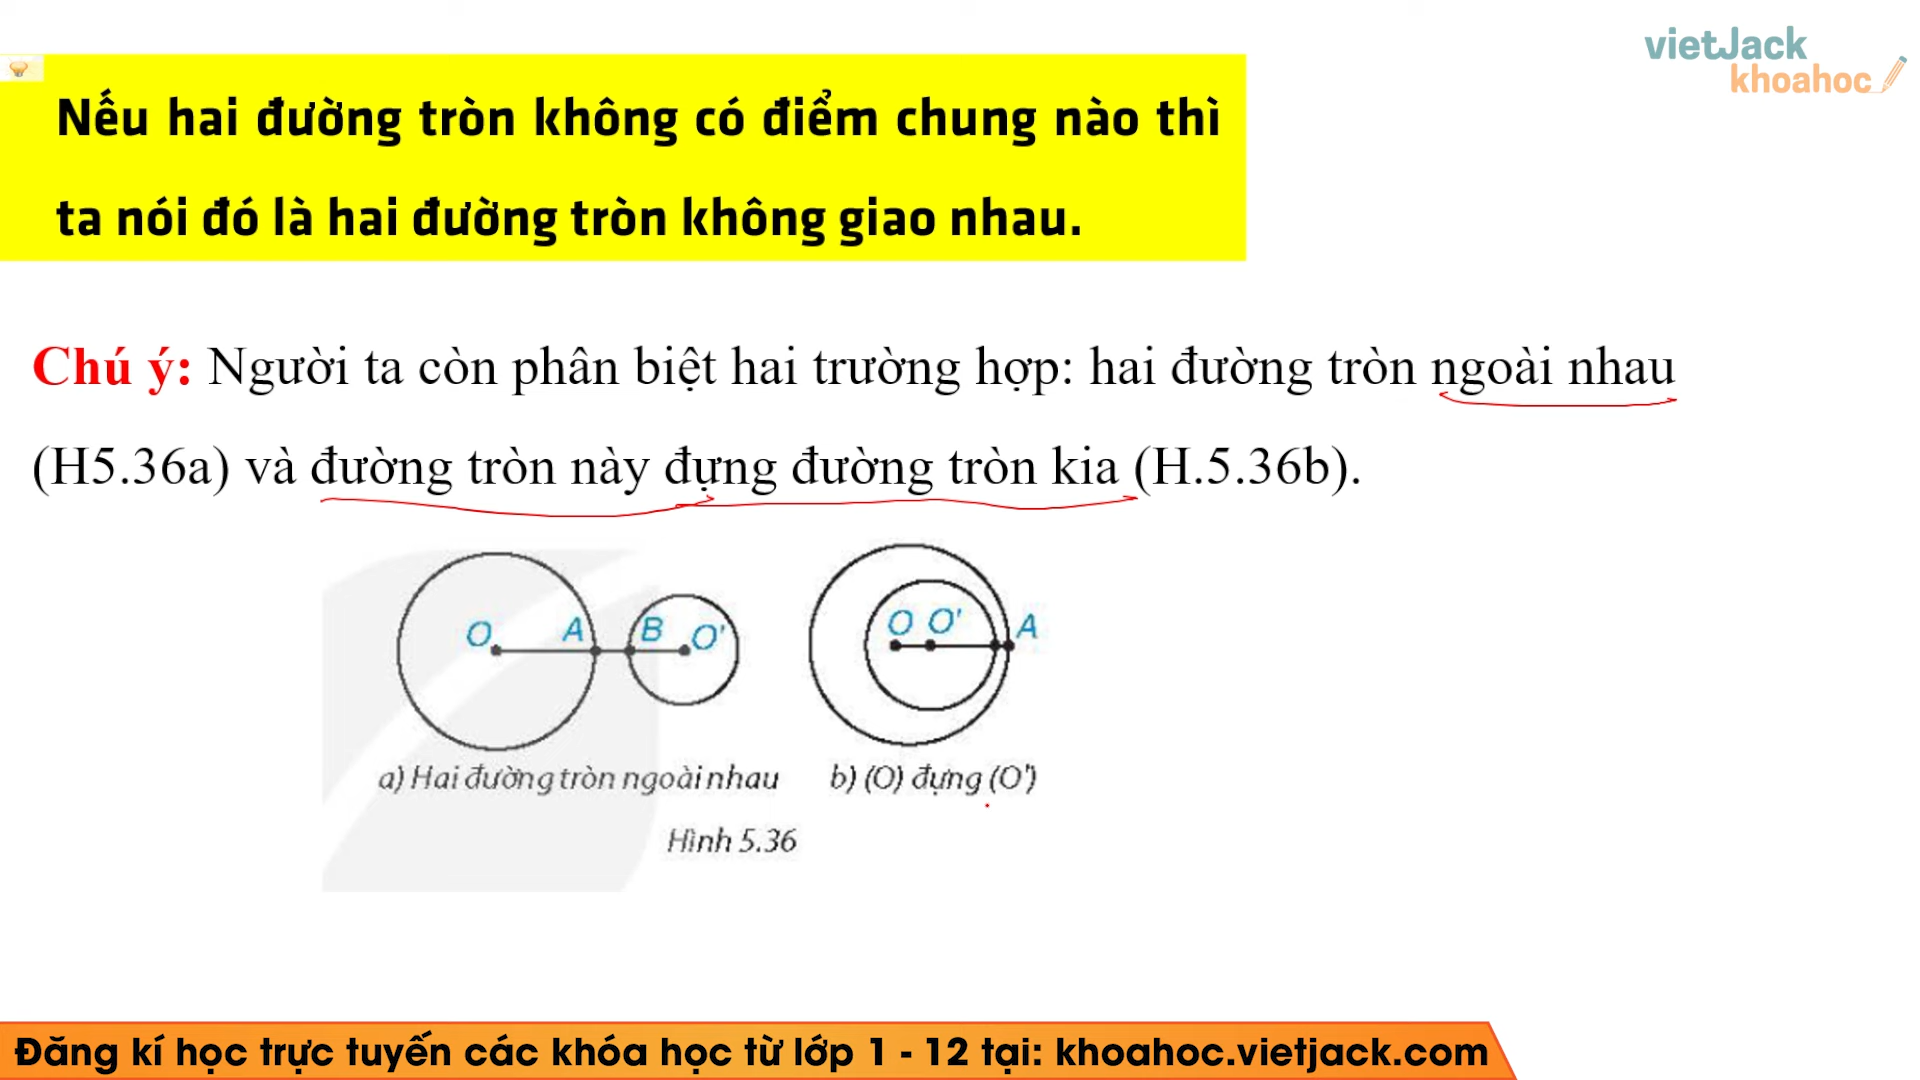 vietJack
khoahoc
Nếu hai đường tròn không có điểm chung nào thì
ta nói đó là hai đường tròn không giao nhau.
Chú ý: Người ta còn phân biệt hai trường hợp: hai đường tròn ngoài nhau
(H5.36a) và đường tròn này đựng đường tròn kia (H.5.36b).
O A B O'
O O' A
a) Hai đường tròn ngoài nhau
b) (O) đựng (O')
Hình 5.36
Đăng kí học trực tuyến các khóa học từ lớp 1 - 12 tại: khoahoc.vietjack.com